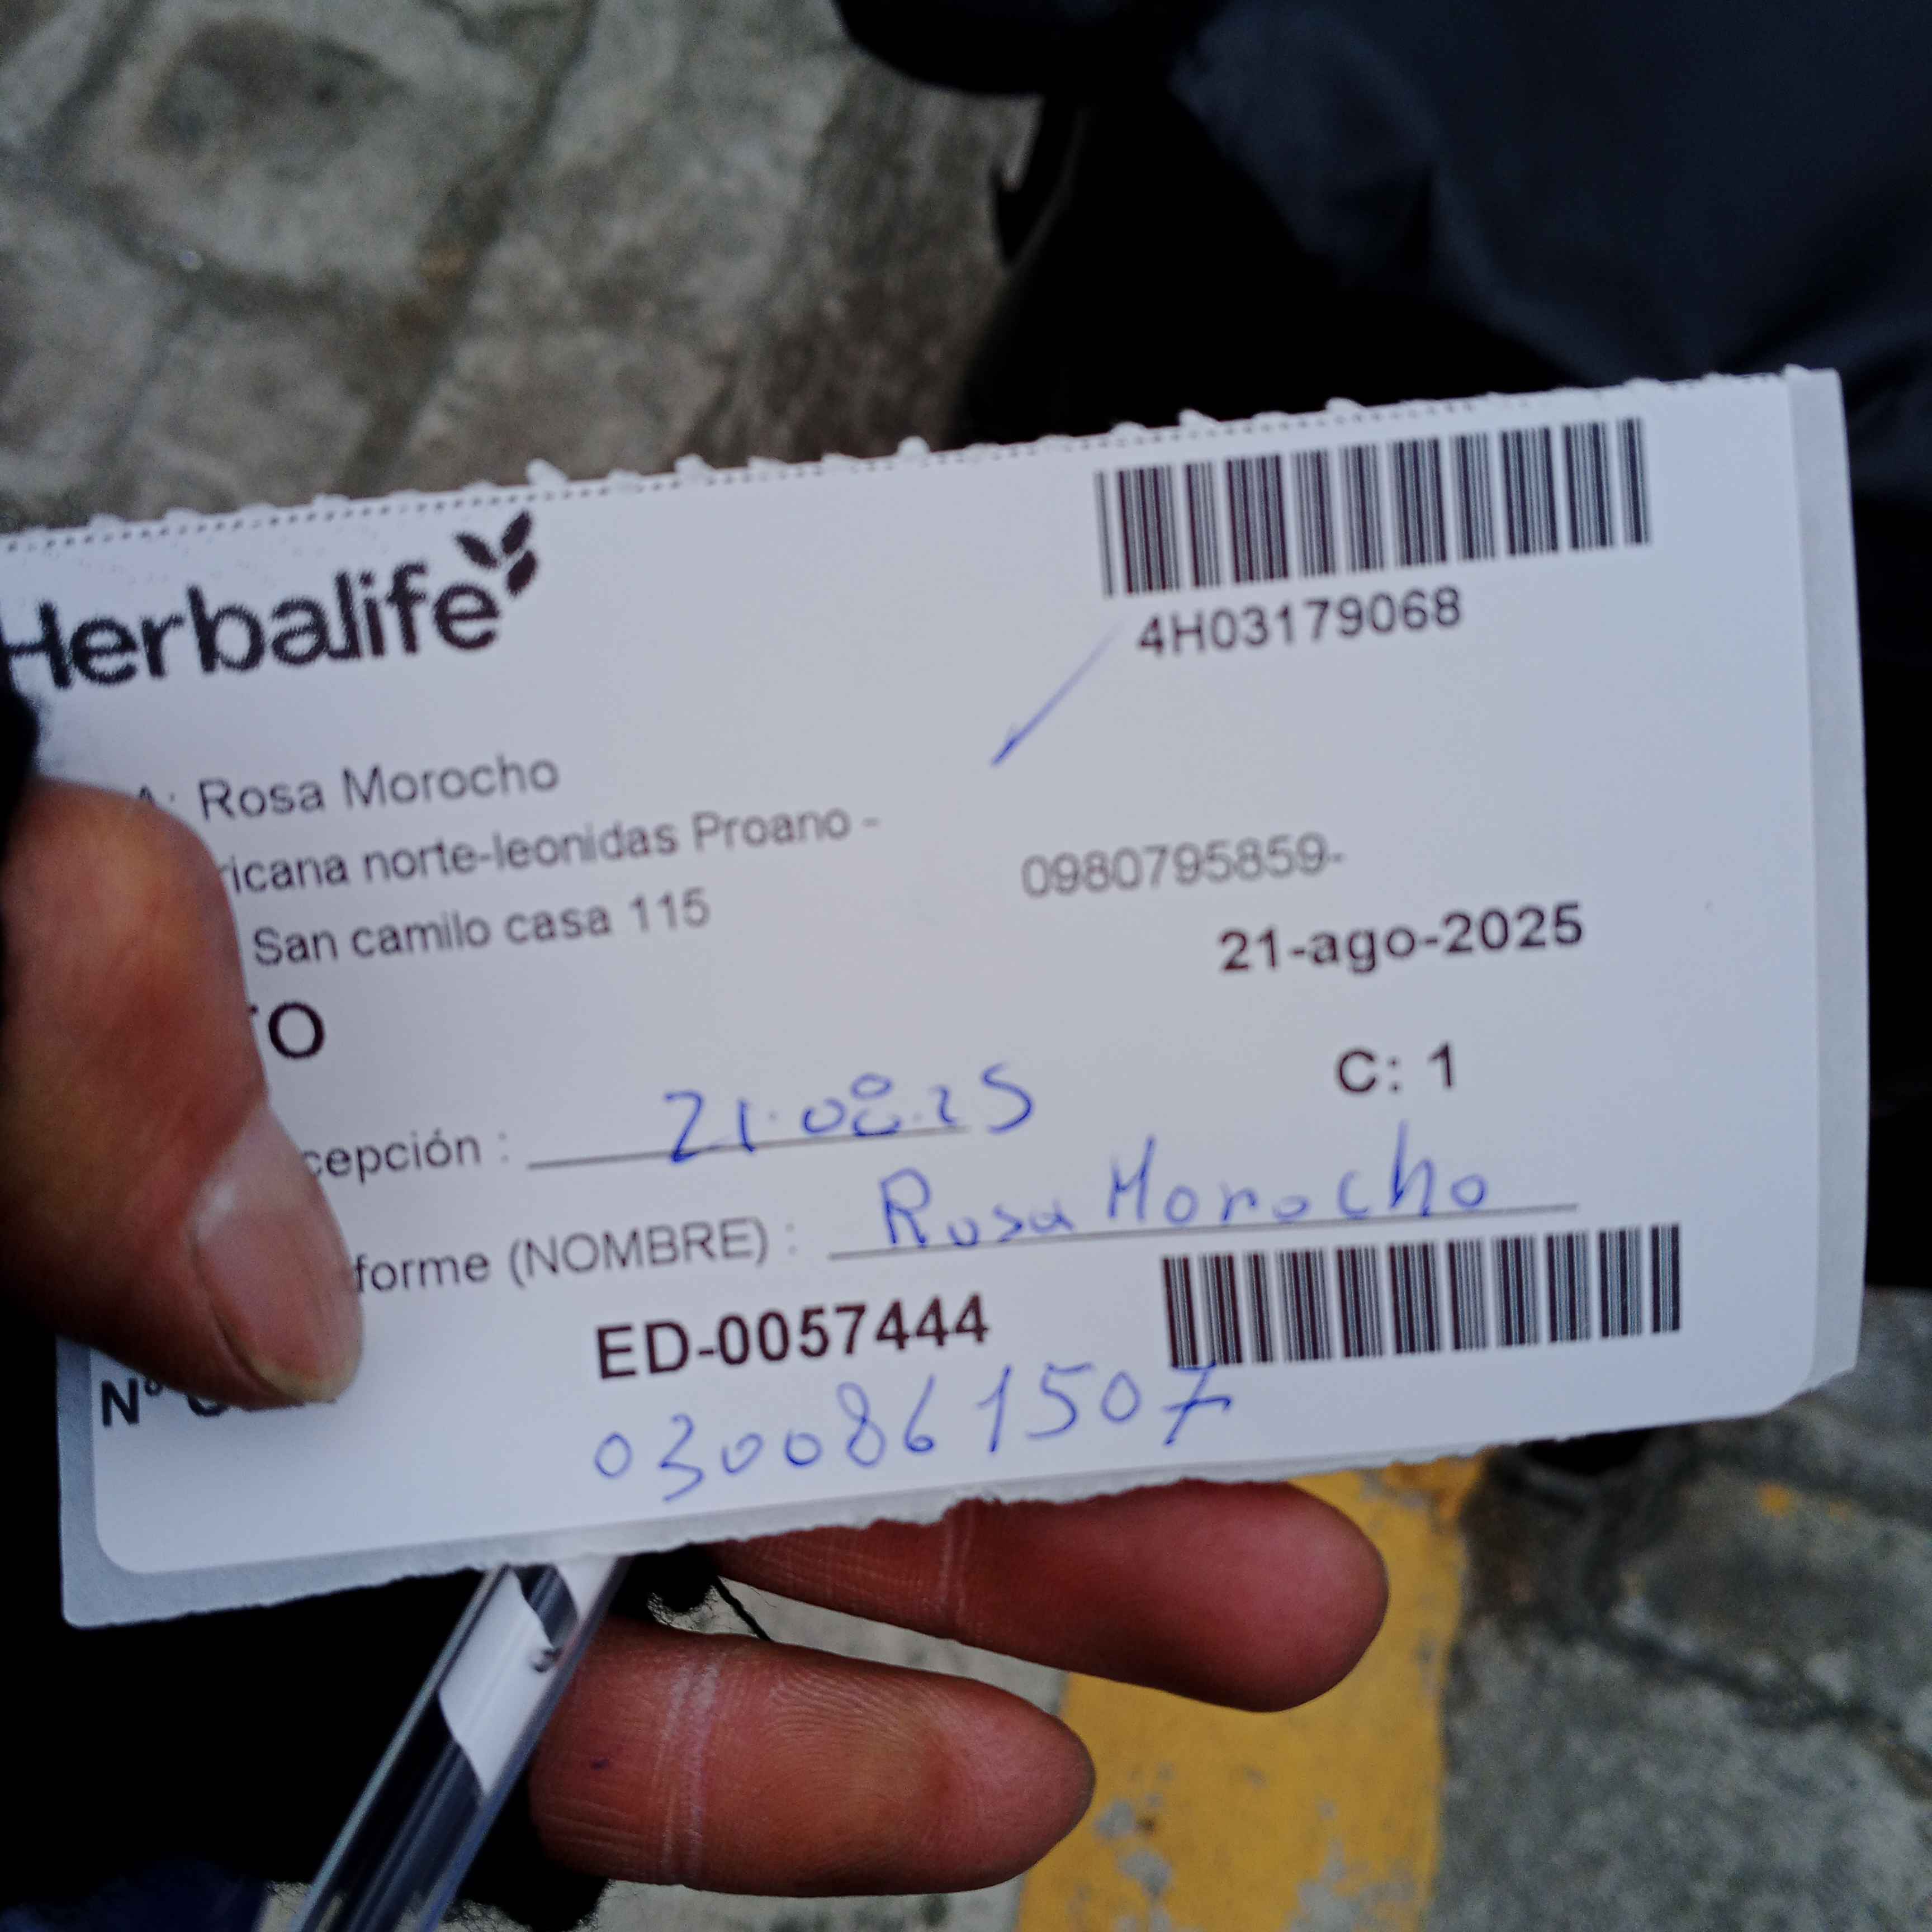 Herbalife
4H03179068
A: Rosa Morocho
ricana norte-leonidas Proano -
0980795859-
San camilo casa 115
21-ago-2025
TO
C: 1
cepción : 21.08.25
forme (NOMBRE) : Rosa Morocho
ED-0057444
Nº
0300861507